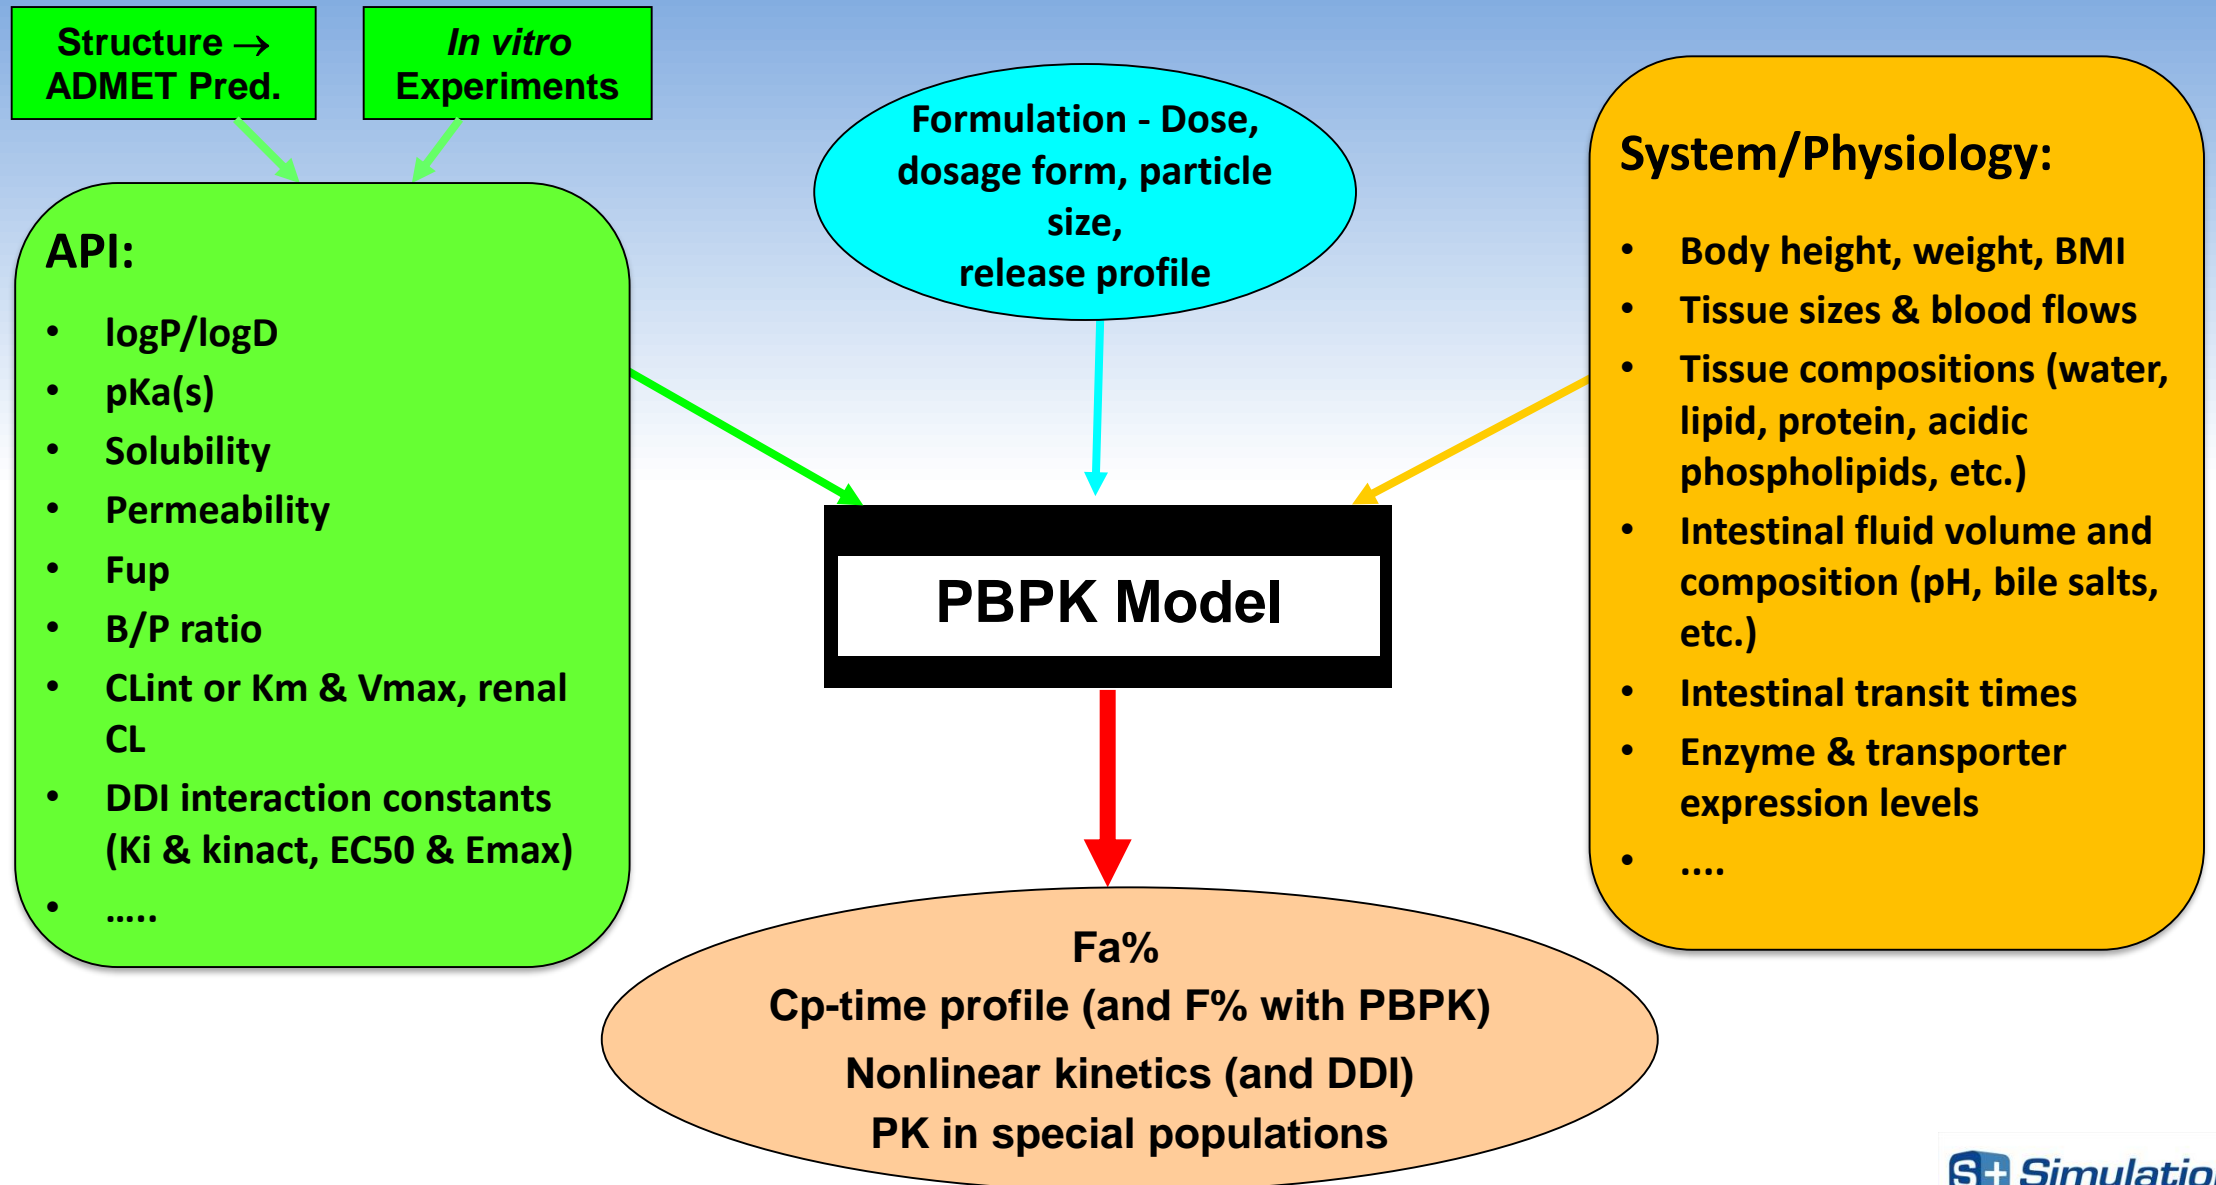 Structure →
ADMET Pred.
In vitro
Experiments
Formulation - Dose,
dosage form, particle
size,
release profile
API:
• logP/logD
• pKa(s)
• Solubility
• Permeability
• Fup
• B/P ratio
• CLint or Km & Vmax, renal
CL
• DDI interaction constants
(Ki & kinact, EC50 & Emax)
• .....
System/Physiology:
• Body height, weight, BMI
• Tissue sizes & blood flows
• Tissue compositions (water,
lipid, protein, acidic
phospholipids, etc.)
• Intestinal fluid volume and
composition (pH, bile salts,
etc.)
• Intestinal transit times
• Enzyme & transporter
expression levels
• ....
PBPK Model
Fa%
Cp-time profile (and F% with PBPK)
Nonlinear kinetics (and DDI)
PK in special populations
S+ Simulation